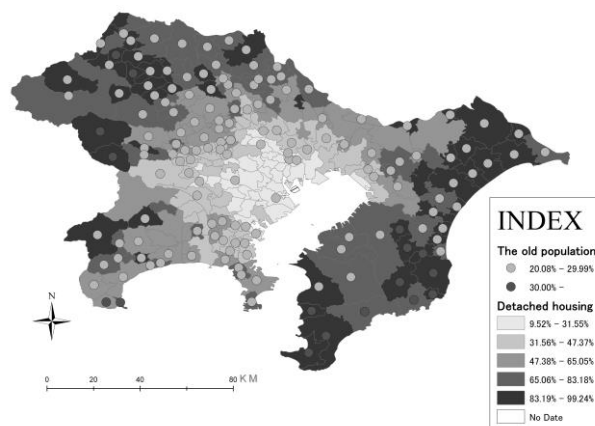 INDEX
The old population
20.08% - 29.99%
30.00% -
Detached housing
9.52% - 31.55%
31.56% - 47.37%
47.38% - 65.05%
65.06% - 83.18%
83.19% - 99.24%
No Date
N
0 20 40 60 80 KM